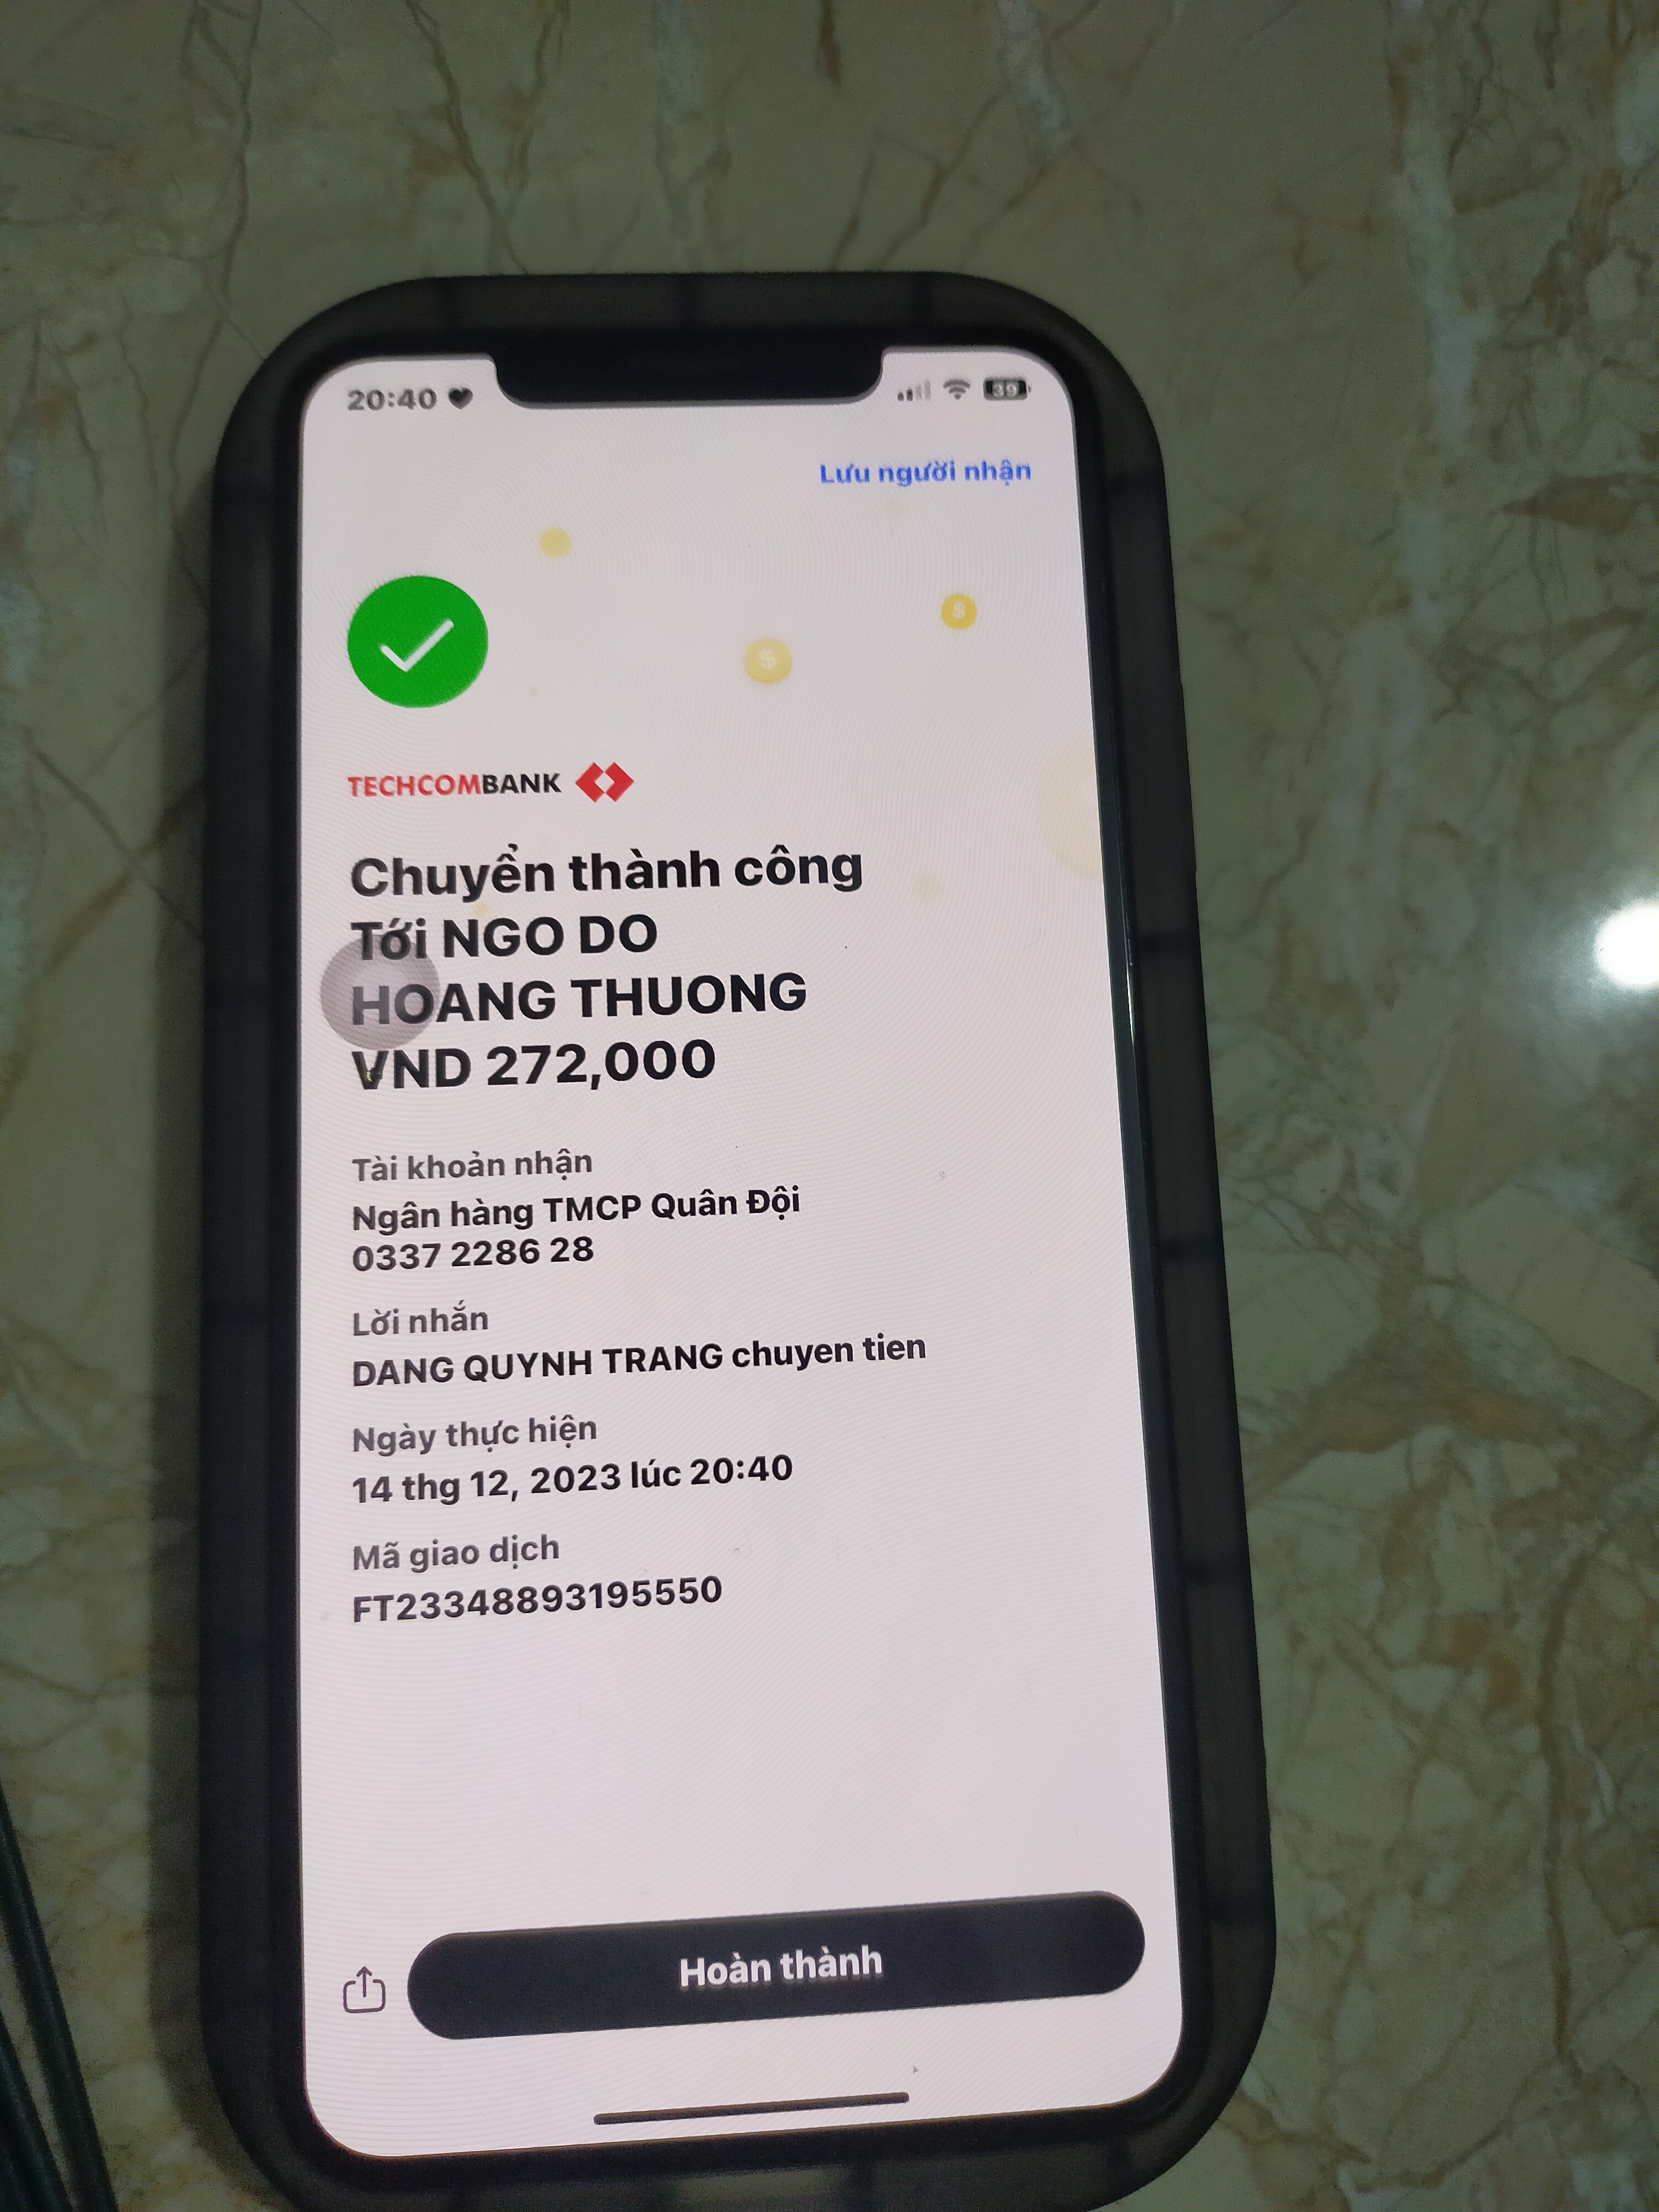 20:40
39
Lưu người nhận
TECHCOMBANK
Chuyển thành công
Tới NGO DO
HOANG THUONG
VND 272,000
Tài khoản nhận
Ngân hàng TMCP Quân Đội
0337 2286 28
Lời nhắn
DANG QUYNH TRANG chuyen tien
Ngày thực hiện
14 thg 12, 2023 lúc 20:40
Mã giao dịch
FT23348893195550
Hoàn thành